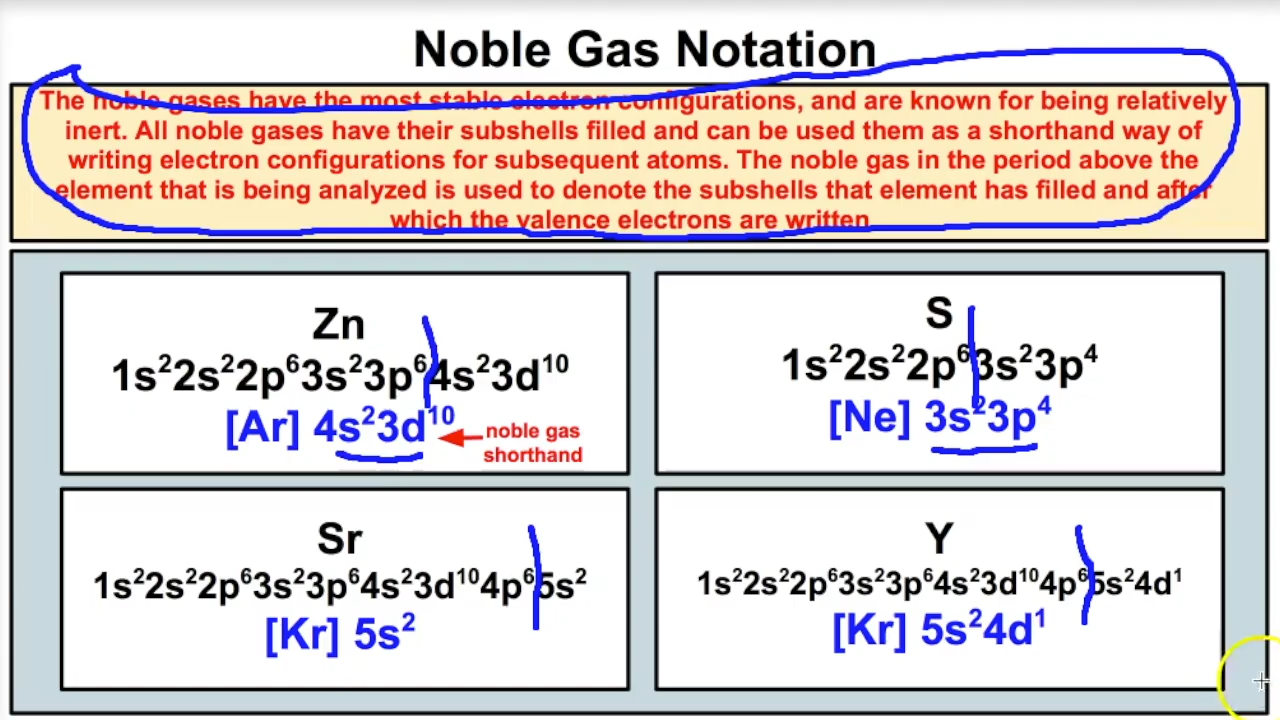 Noble Gas Notation
The noble gases have the most stable electron configurations, and are known for being relatively
inert. All noble gases have their subshells filled and can be used them as a shorthand way of
writing electron configurations for subsequent atoms. The noble gas in the period above the
element that is being analyzed is used to denote the subshells that element has filled and after
which the valence electrons are written
Zn
1s²2s²2p⁶3s²3p⁶4s²3d¹⁰
[Ar] 4s²3d¹⁰
noble gas
shorthand
S
1s²2s²2p⁶3s²3p⁴
[Ne] 3s²3p⁴
Sr
1s²2s²2p⁶3s²3p⁶4s²3d¹⁰4p⁶5s²
[Kr] 5s²
Y
1s²2s²2p⁶3s²3p⁶4s²3d¹⁰4p⁶5s²4d¹
[Kr] 5s²4d¹